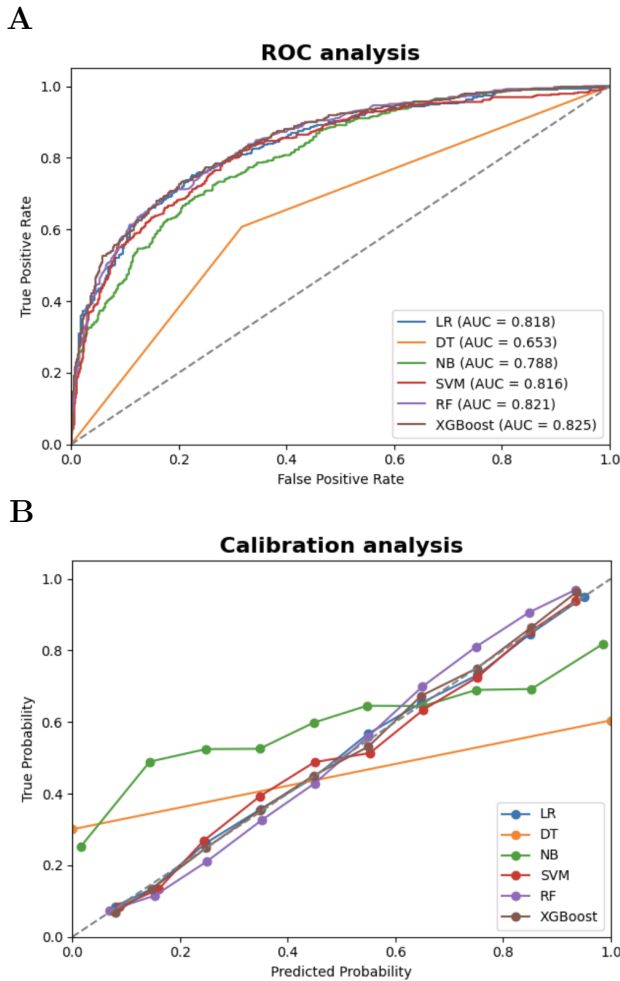 A
ROC analysis
1.0
0.8
0.6
0.4
0.2
0.0
True Positive Rate
LR (AUC = 0.818)
DT (AUC = 0.653)
NB (AUC = 0.788)
SVM (AUC = 0.816)
RF (AUC = 0.821)
XGBoost (AUC = 0.825)
0.0 0.2 0.4 0.6 0.8 1.0
False Positive Rate
B
Calibration analysis
1.0
0.8
0.6
0.4
0.2
0.0
True Probability
LR
DT
NB
SVM
RF
XGBoost
0.0 0.2 0.4 0.6 0.8 1.0
Predicted Probability